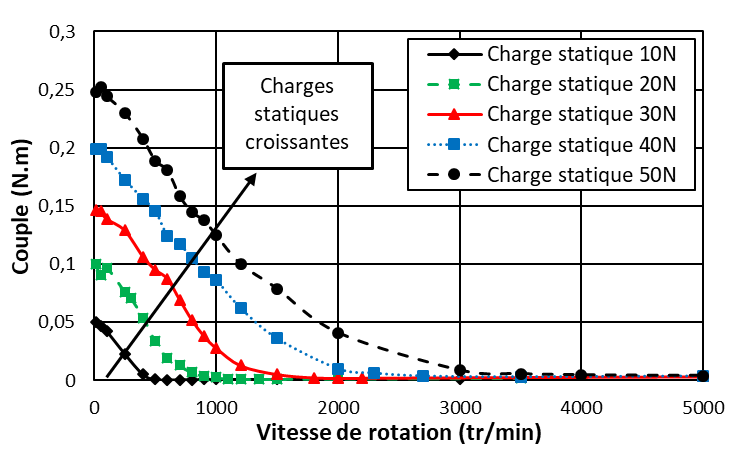 0,3
0,25
0,2
0,15
0,1
0,05
0
Couple (N.m)
Charges
statiques
croissantes
Charge statique 10N
Charge statique 20N
Charge statique 30N
Charge statique 40N
Charge statique 50N
0 1000 2000 3000 4000 5000
Vitesse de rotation (tr/min)